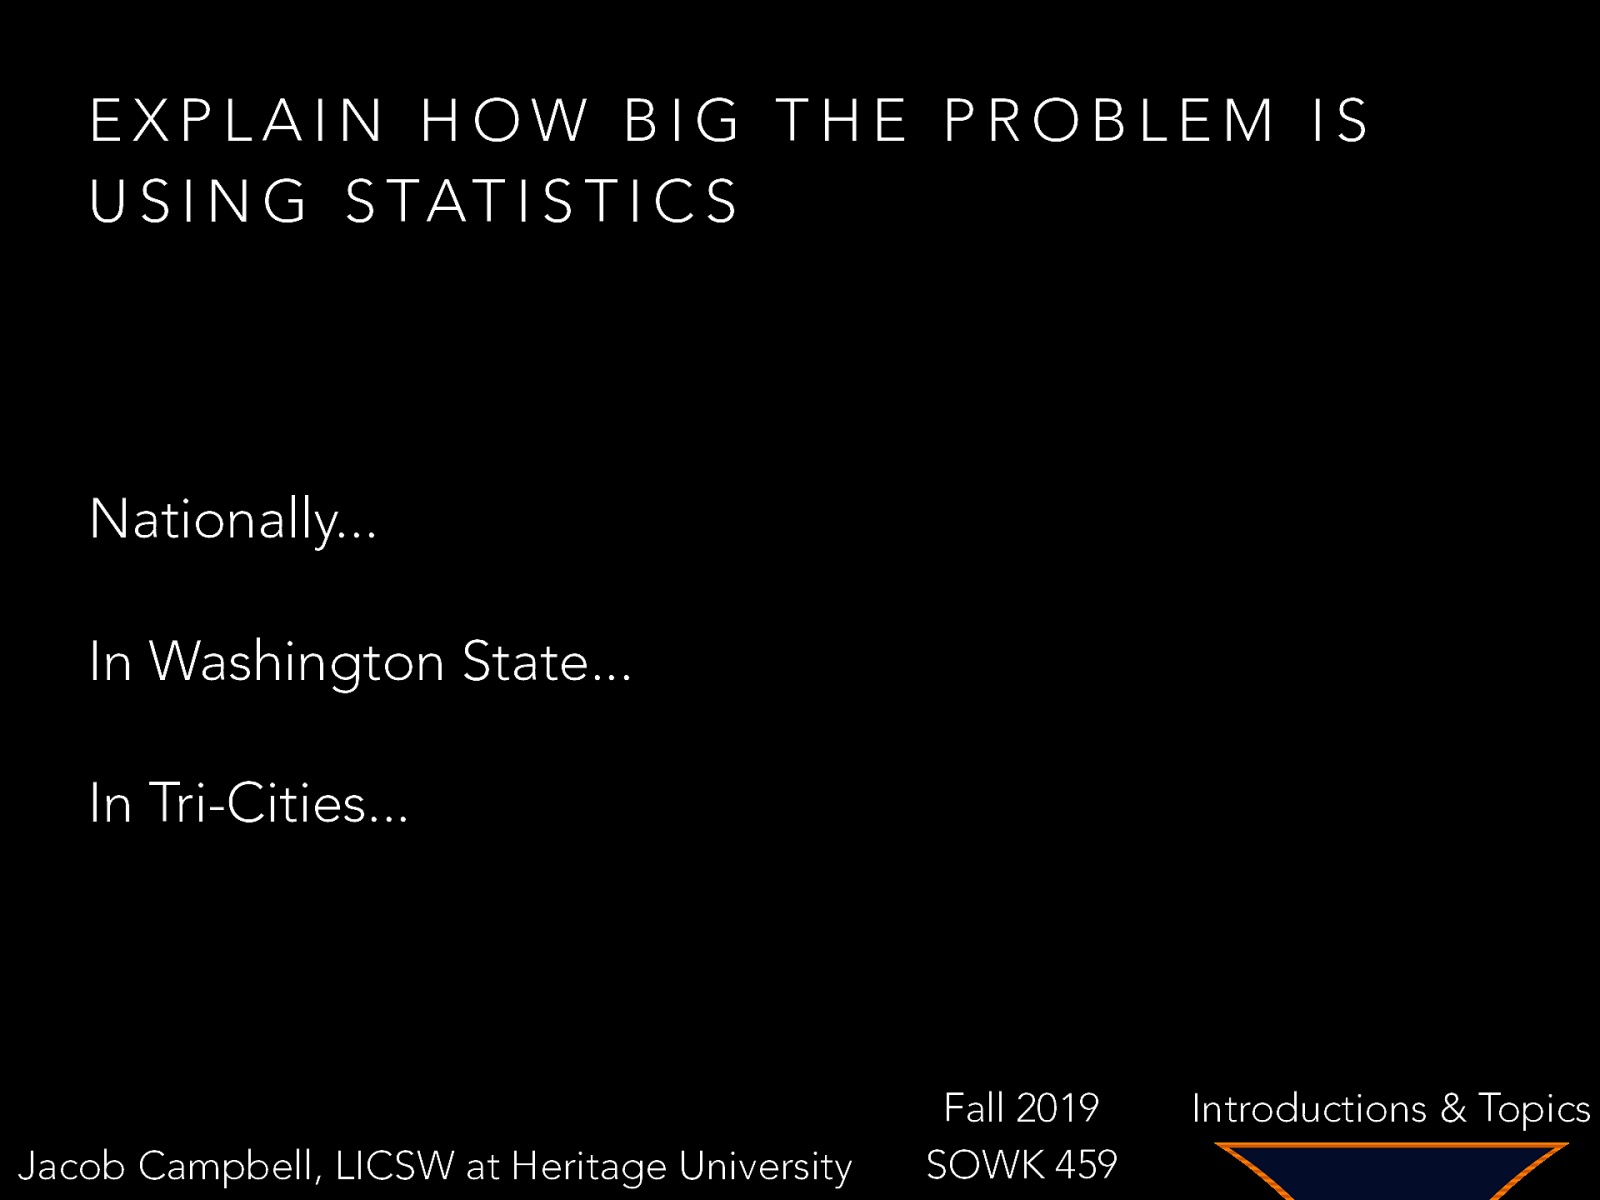 EXPLAIN HOW BIG THE PROBLEM IS
USING STATISTICS
Nationally...
In Washington State...
In Tri-Cities...
Fall 2019
Introductions & Topics
Jacob Campbell, LICSW at Heritage University
SOWK 459